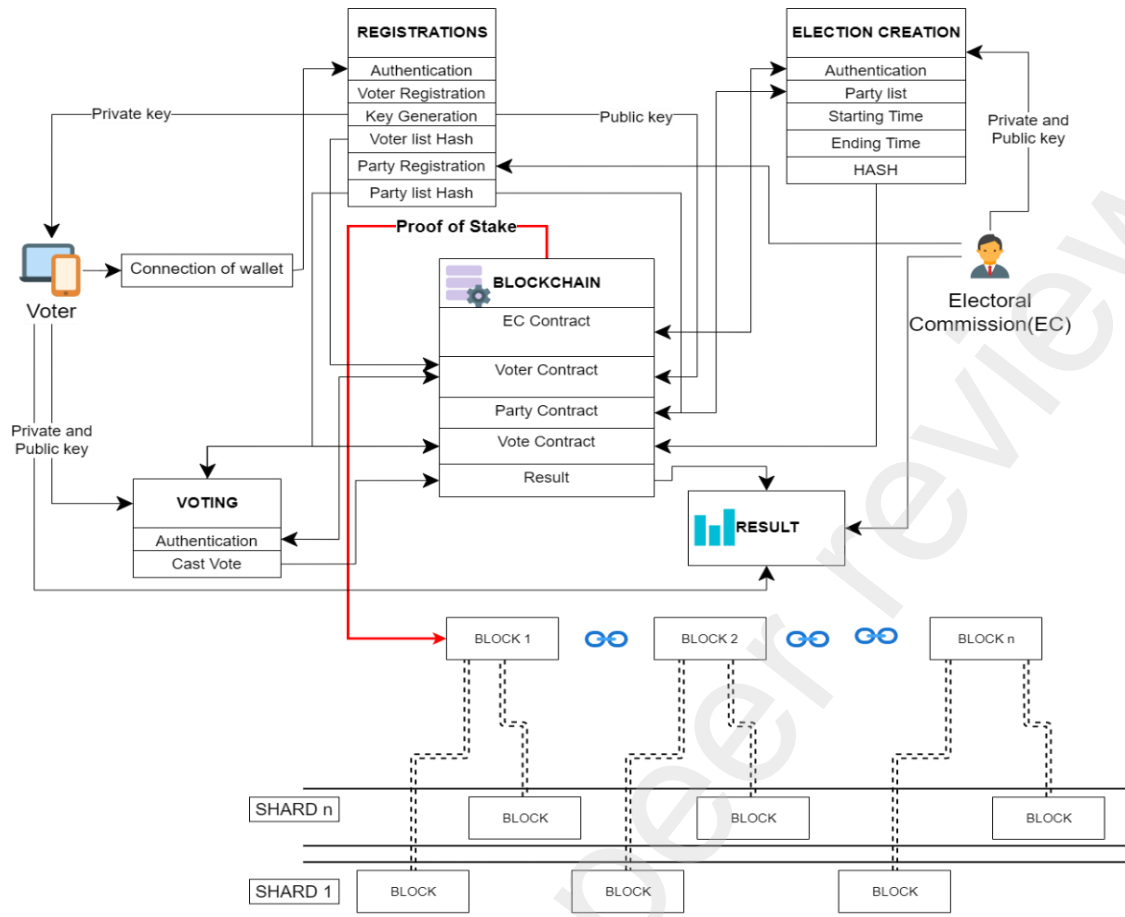 REGISTRATIONS
Authentication
Voter Registration
Key Generation
Voter list Hash
Party Registration
Party list Hash
ELECTION CREATION
Authentication
Party list
Starting Time
Ending Time
HASH
Private key
Public key
Private and
Public key
Proof of Stake
Connection of wallet
Voter
BLOCKCHAIN
EC Contract
Voter Contract
Party Contract
Vote Contract
Result
Electoral
Commission(EC)
Private and
Public key
VOTING
Authentication
Cast Vote
RESULT
BLOCK 1
BLOCK 2
BLOCK n
SHARD n
BLOCK
BLOCK
BLOCK
SHARD 1
BLOCK
BLOCK
BLOCK
peer review